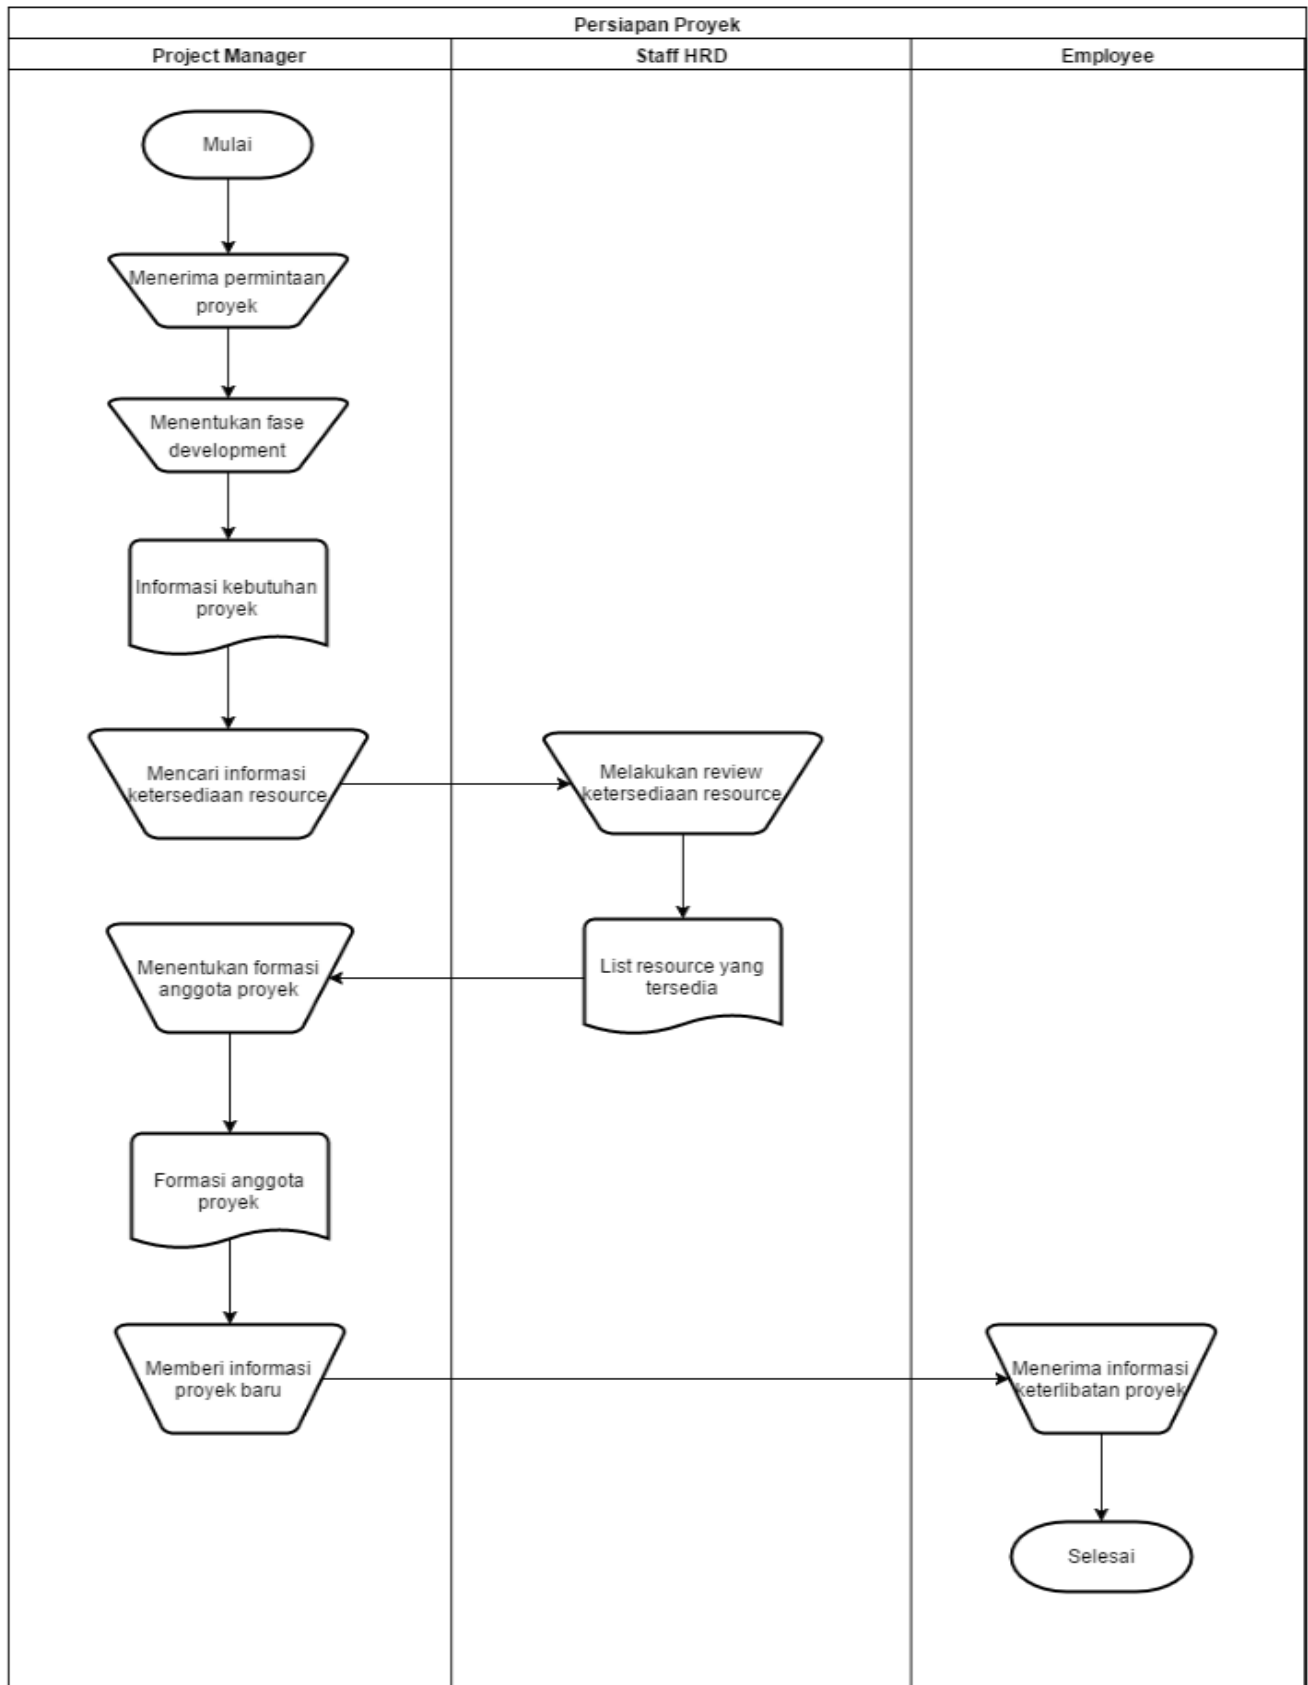 Persiapan Proyek
Project Manager
Staff HRD
Employee
Mulai
Menerima permintaan
proyek
Menentukan fase
development
Informasi kebutuhan
proyek
Mencari informasi
ketersediaan resource
Melakukan review
ketersediaan resource
List resource yang
tersedia
Menentukan formasi
anggota proyek
Formasi anggota
proyek
Memberi informasi
proyek baru
Menerima informasi
keterlibatan proyek
Selesai